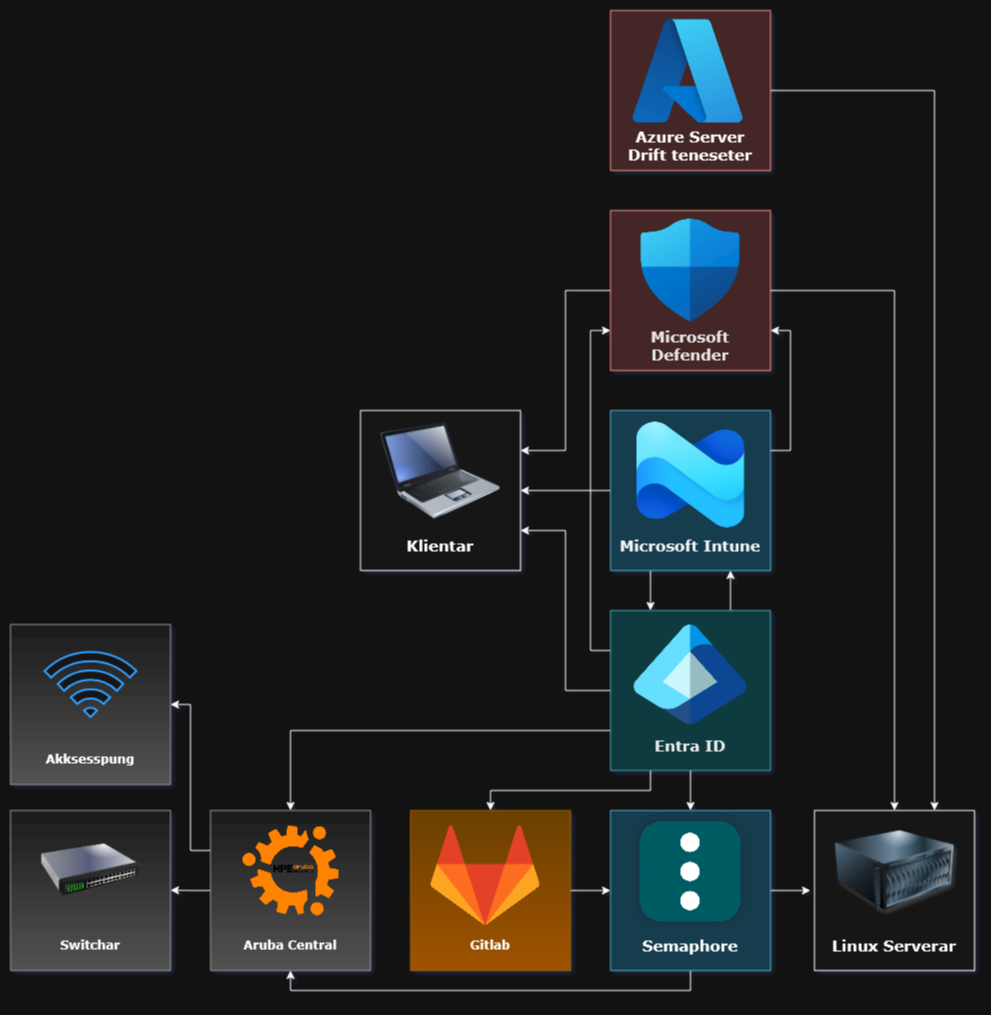 Azure Server
Drift teneseter
Microsoft
Defender
Klientar
Microsoft Intune
Akksesspung
Entra ID
HPE aruba
Switchar
Aruba Central
Gitlab
Semaphore
Linux Serverar